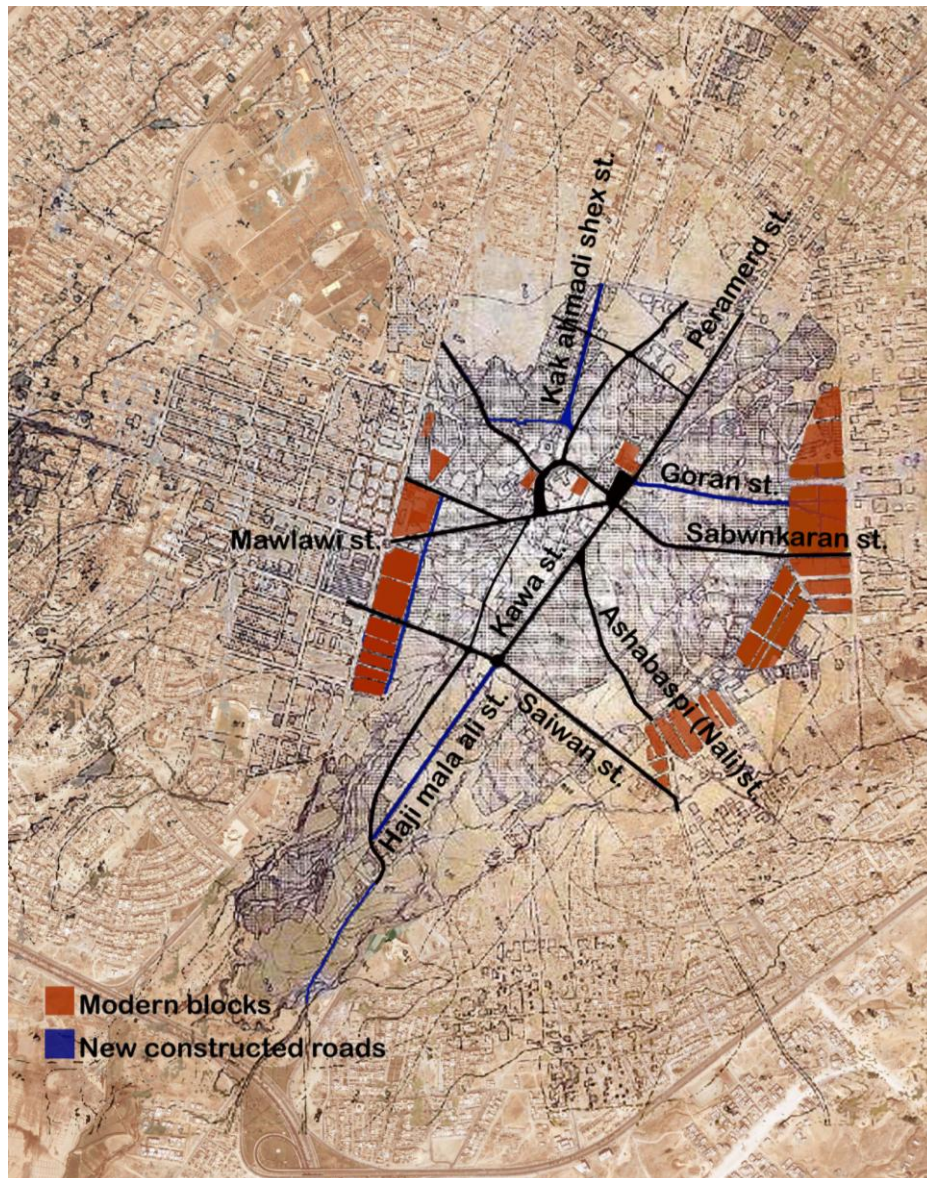 Kak ahmadi shex st.
Peramerd st.
Goran st.
Mawlawi st.
Sabwnkaran st.
Kawa st.
Ashabaspi (Nali)st.
Saiwan st.
Haji mala ali st.
Modern blocks
New constructed roads